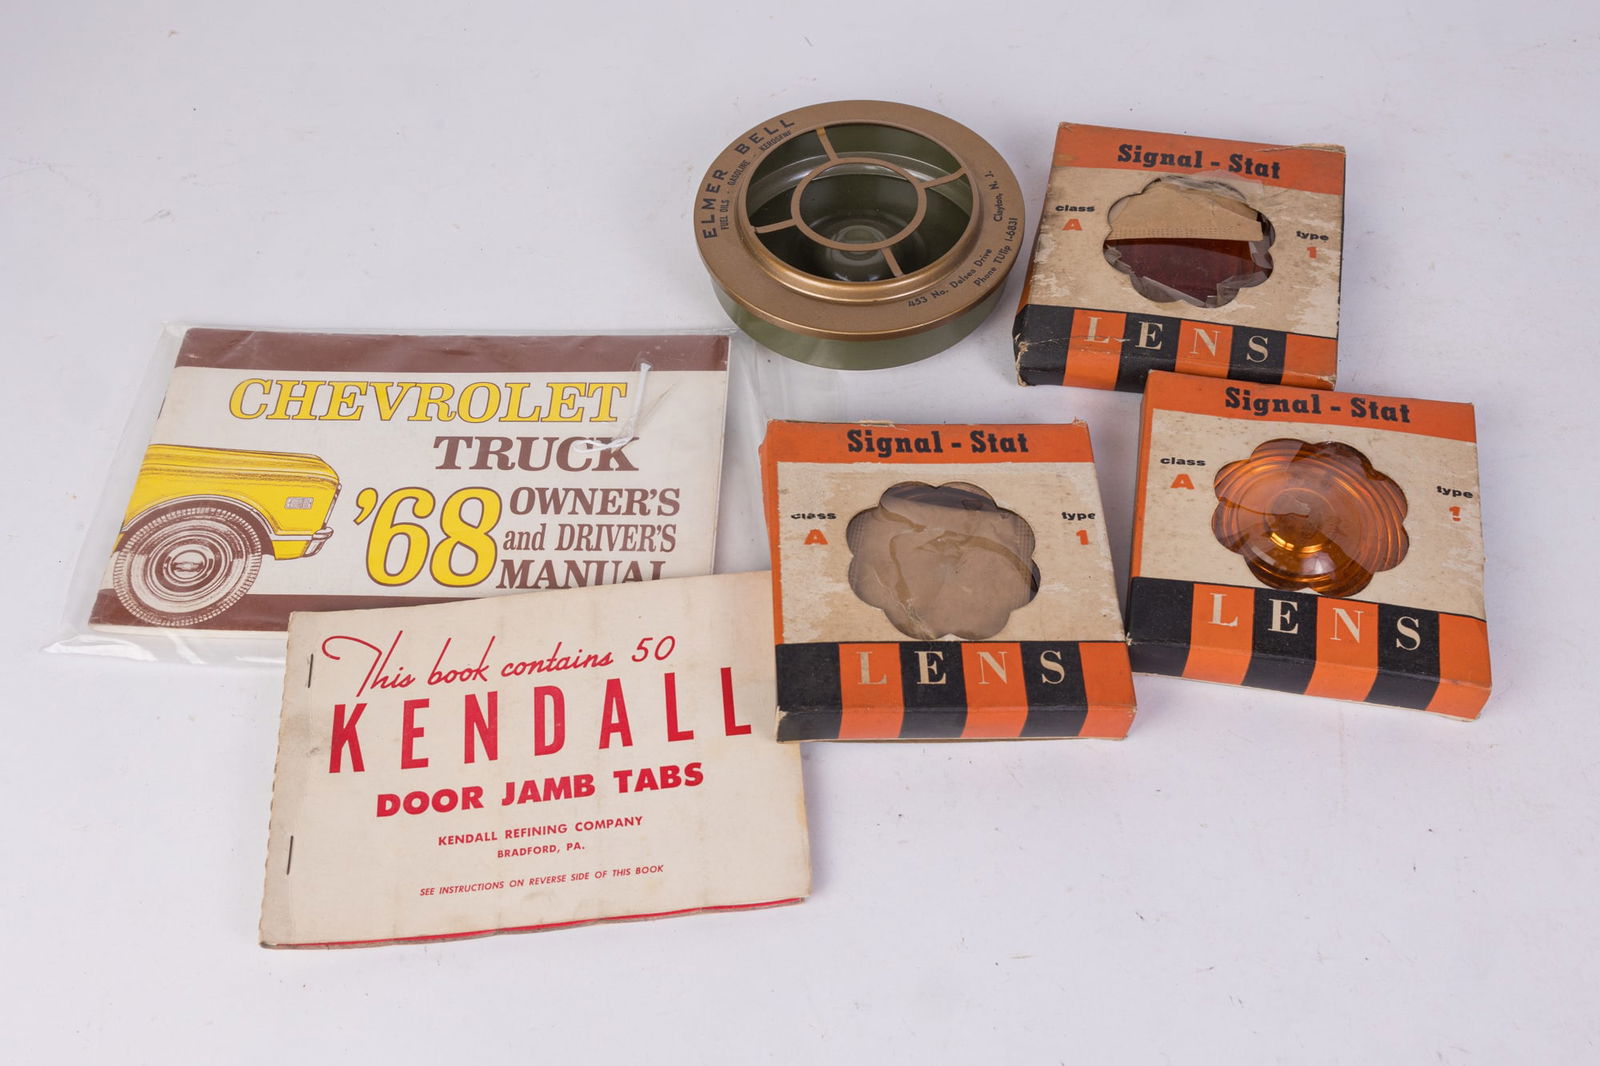 ELMER BELL
FUEL OILS · GASOLINE · KEROSENE
453 No. Delsea Drive Clayton, N. J.
Phone TUlip 1-6831
Signal - Stat
class
A
type
1
LENS
CHEVROLET
TRUCK
'68 OWNER'S
and DRIVER'S
MANUAL
Signal - Stat
class
A
type
1
LENS
Signal - Stat
class
A
type
1
LENS
This book contains 50
KENDALL
DOOR JAMB TABS
KENDALL REFINING COMPANY
BRADFORD, PA.
SEE INSTRUCTIONS ON REVERSE SIDE OF THIS BOOK